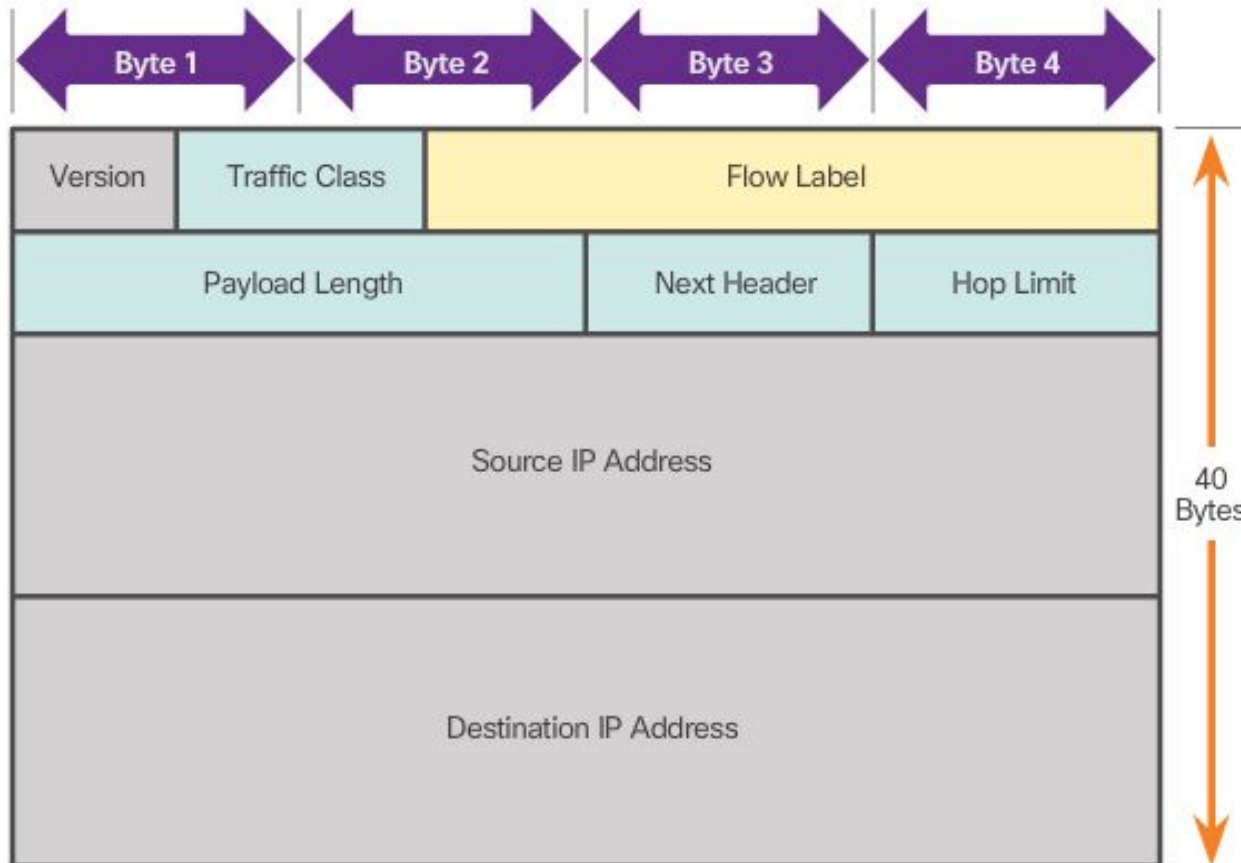 Byte 1 Byte 2 Byte 3 Byte 4
Version Traffic Class Flow Label
Payload Length Next Header Hop Limit
Source IP Address
40
Bytes
Destination IP Address